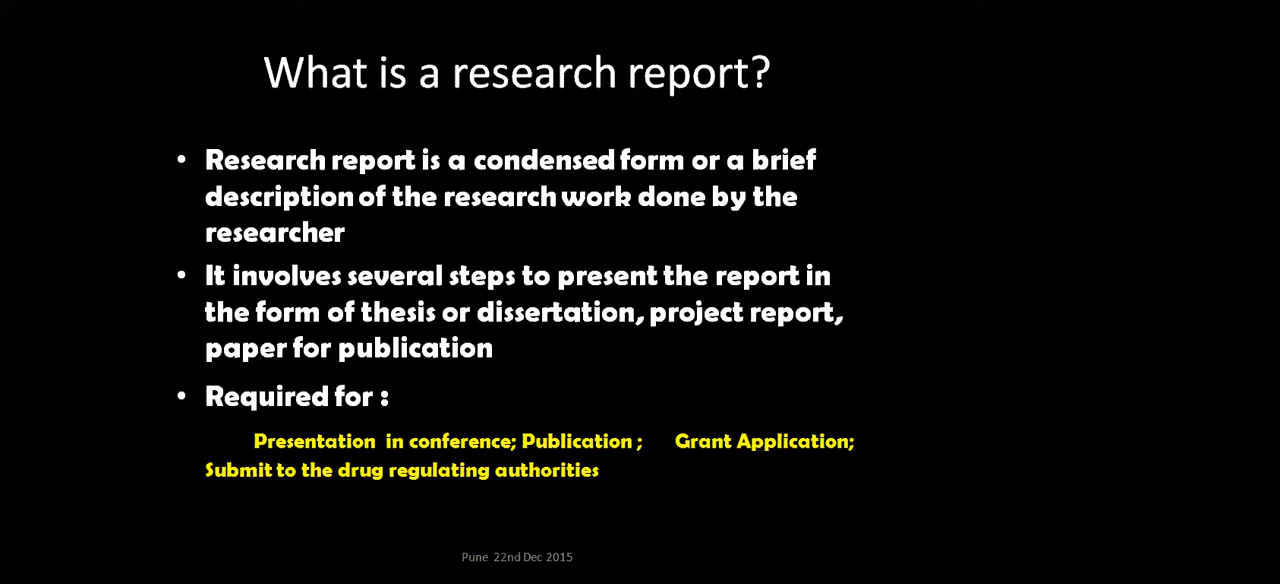 What is a research report?
• Research report is a condensed form or a brief
description of the research work done by the
researcher
• It involves several steps to present the report in
the form of thesis or dissertation, project report,
paper for publication
• Required for :
Presentation in conference; Publication ; Grant Application;
Submit to the drug regulating authorities
Pune 22nd Dec 2015